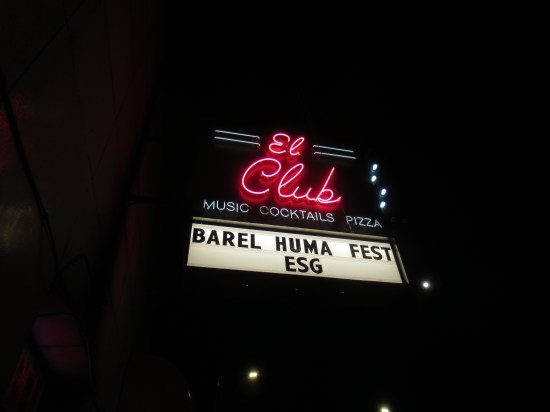 El
Club
MUSIC COCKTAILS PIZZA
BAREL HUMA FEST
ESG